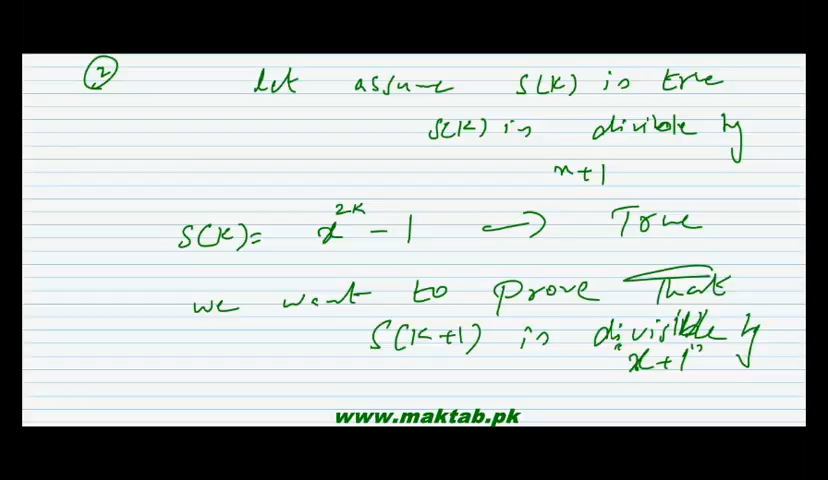 ② Let assume S(K) is true
S(K) is divible by
x+1
S(K)= x^{2K} - 1 ⟶ True
we want to prove that
S(K+1) is divisible by
"x+1"
www.maktab.pk